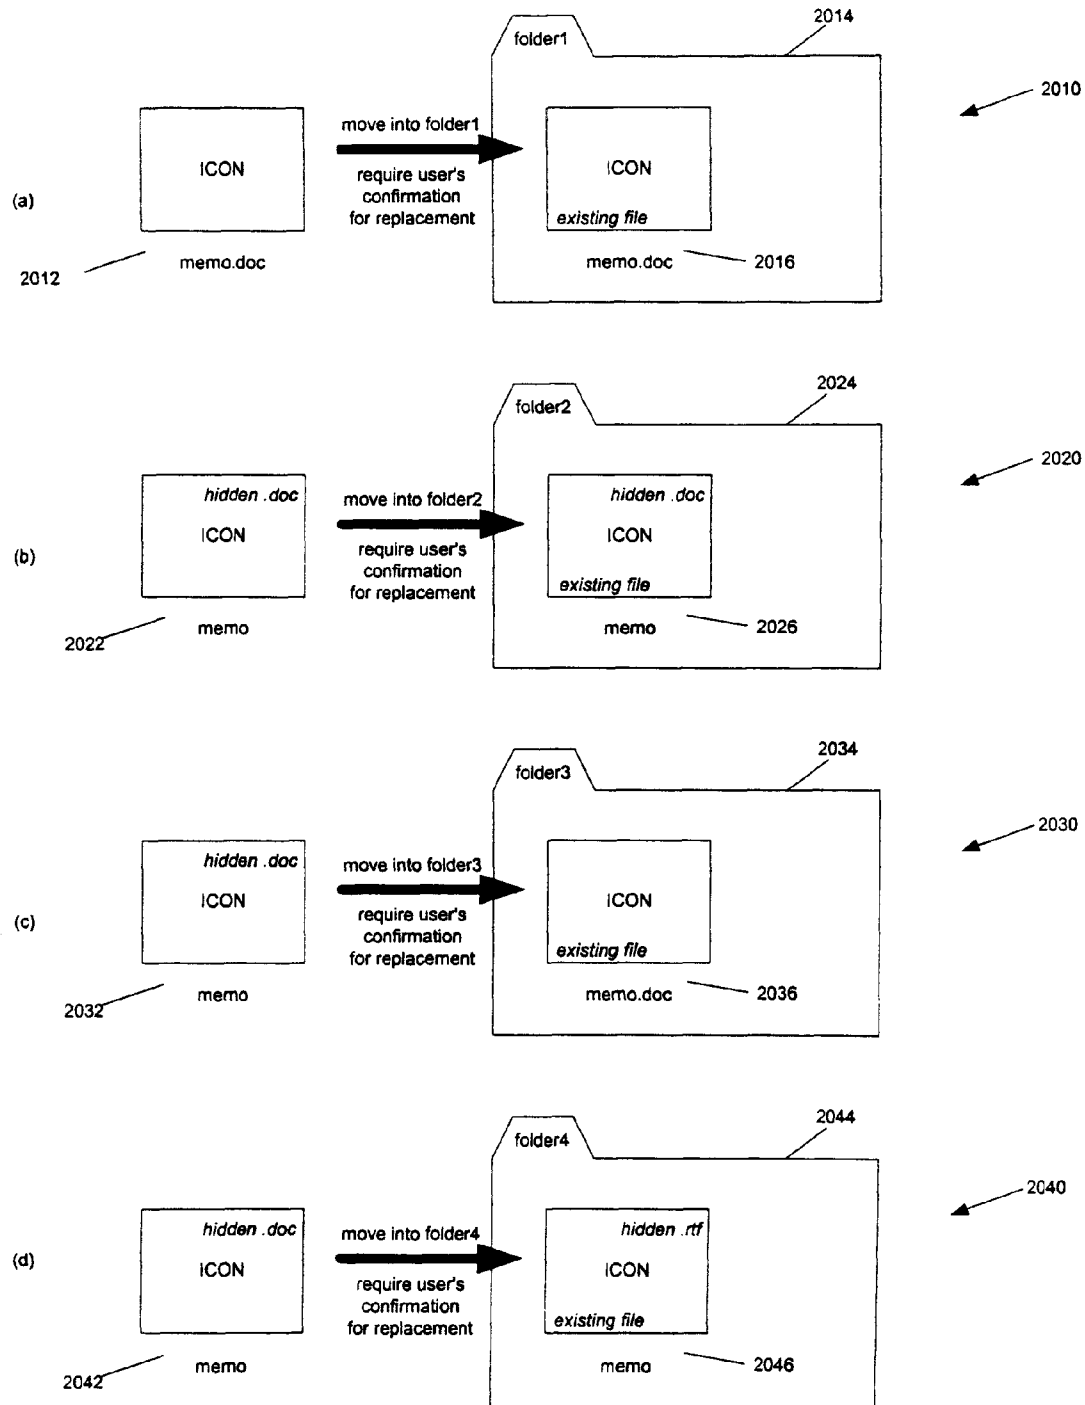 2014
folder1
2010
move into folder1
ICON
ICON
require user's
confirmation
for replacement
(a)
existing file
memo.doc
memo.doc
2016
2012
2024
folder2
2020
hidden .doc
move into folder2
hidden .doc
ICON
ICON
require user's
confirmation
for replacement
(b)
existing file
memo
memo
2026
2022
2034
folder3
2030
hidden .doc
move into folder3
ICON
ICON
require user's
confirmation
for replacement
(c)
existing file
memo
memo.doc
2036
2032
2044
folder4
2040
hidden .doc
move into folder4
hidden .rtf
ICON
ICON
(d)
require user's
confirmation
for replacement
existing file
memo
memo
2046
2042